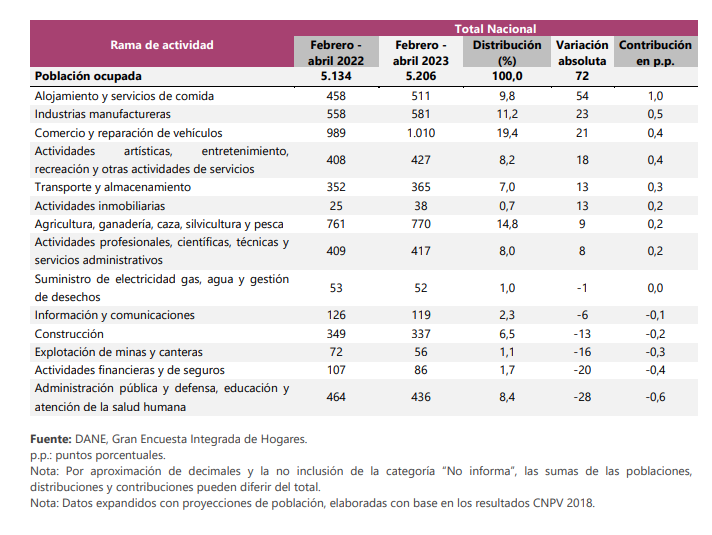 Total Nacional
Rama de actividad
Febrero - abril 2022
Febrero - abril 2023
Distribución (%)
Variación absoluta
Contribución en p.p.
Población ocupada 5.134 5.206 100,0 72
Alojamiento y servicios de comida 458 511 9,8 54 1,0
Industrias manufactureras 558 581 11,2 23 0,5
Comercio y reparación de vehículos 989 1.010 19,4 21 0,4
Actividades artísticas, entretenimiento,
recreación y otras actividades de servicios 408 427 8,2 18 0,4
Transporte y almacenamiento 352 365 7,0 13 0,3
Actividades inmobiliarias 25 38 0,7 13 0,2
Agricultura, ganadería, caza, silvicultura y pesca 761 770 14,8 9 0,2
Actividades profesionales, científicas, técnicas y
servicios administrativos 409 417 8,0 8 0,2
Suministro de electricidad gas, agua y gestión
de desechos 53 52 1,0 -1 0,0
Información y comunicaciones 126 119 2,3 -6 -0,1
Construcción 349 337 6,5 -13 -0,2
Explotación de minas y canteras 72 56 1,1 -16 -0,3
Actividades financieras y de seguros 107 86 1,7 -20 -0,4
Administración pública y defensa, educación y
atención de la salud humana 464 436 8,4 -28 -0,6
Fuente: DANE, Gran Encuesta Integrada de Hogares.
p.p.: puntos porcentuales.
Nota: Por aproximación de decimales y la no inclusión de la categoría “No informa”, las sumas de las poblaciones,
distribuciones y contribuciones pueden diferir del total.
Nota: Datos expandidos con proyecciones de población, elaboradas con base en los resultados CNPV 2018.